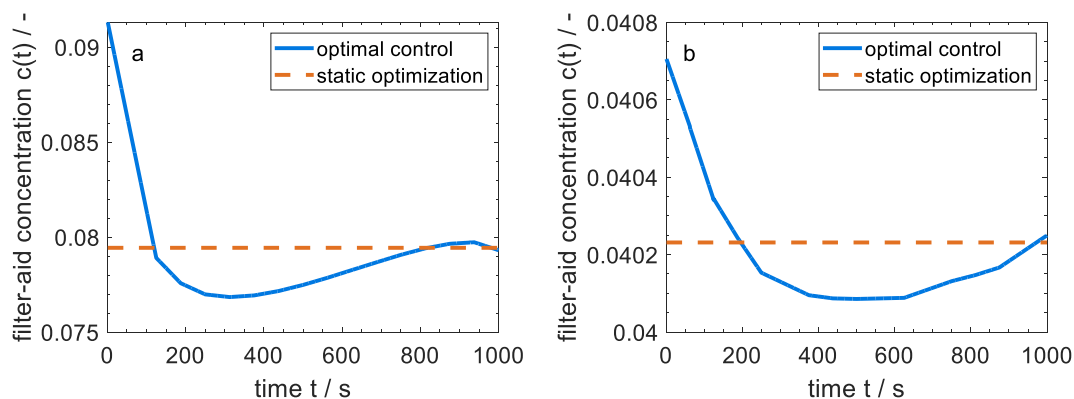 a
optimal control
static optimization
filter-aid concentration c(t) / -
0.09
0.085
0.08
0.075
0
200
400
600
800
1000
time t / s
b
optimal control
static optimization
filter-aid concentration c(t) / -
0.0408
0.0406
0.0404
0.0402
0.04
0
200
400
600
800
1000
time t / s